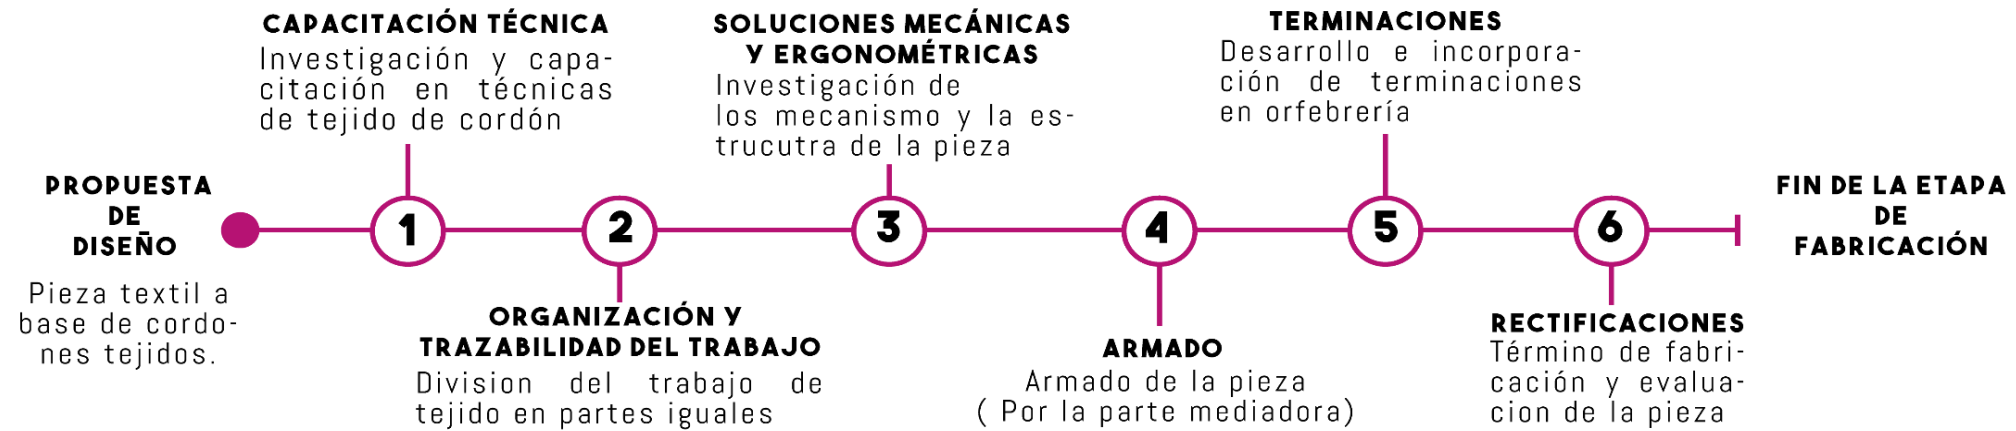 PROPUESTA
DE
DISEÑO
Pieza textil a
base de cordo-
nes tejidos.
CAPACITACIÓN TÉCNICA
Investigación y capa-
citación en técnicas
de tejido de cordón
1
2
ORGANIZACIÓN Y
TRAZABILIDAD DEL TRABAJO
Division del trabajo de
tejido en partes iguales
SOLUCIONES MECÁNICAS
Y ERGONOMÉTRICAS
Investigación de
los mecanismo y la es-
trucutra de la pieza
3
4
ARMADO
Armado de la pieza
( Por la parte mediadora)
TERMINACIONES
Desarrollo e incorpora-
ción de terminaciones
en orfebrería
5
6
RECTIFICACIONES
Término de fabri-
cación y evalua-
cion de la pieza
FIN DE LA ETAPA
DE
FABRICACIÓN